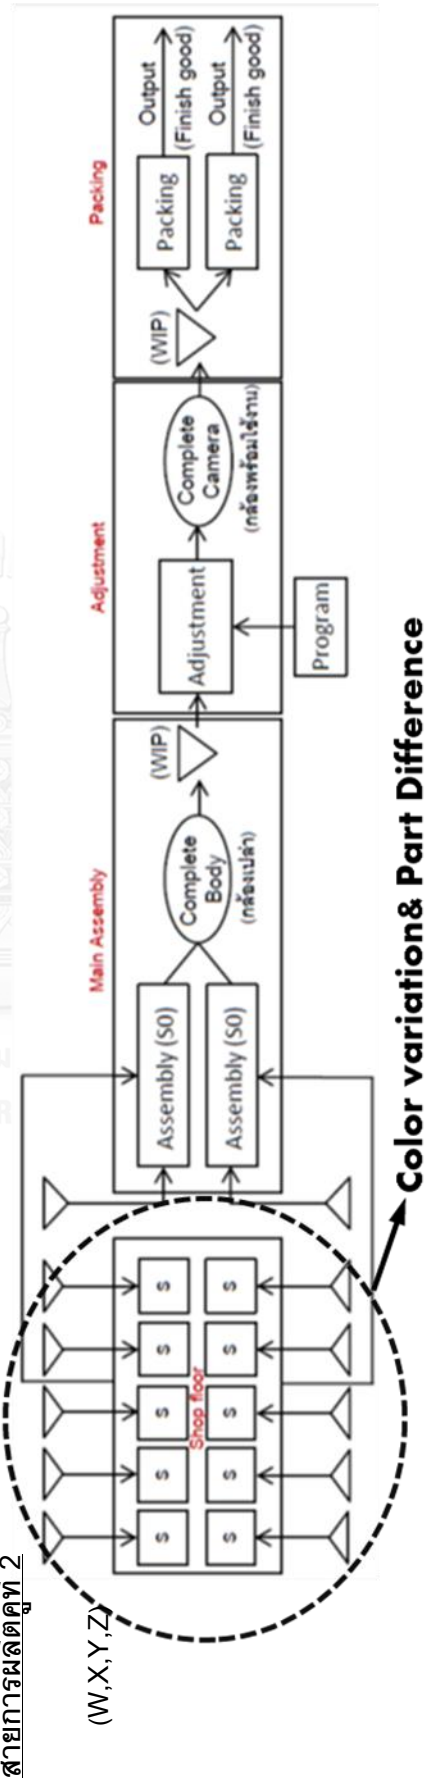 สายการผลิตคู่ที่ 2
(W,X,Y,Z)
S
S
S
S
S
Shop floor
S
S
S
S
S
Color variation& Part Difference
Main Assembly
Assembly (S0)
Assembly (S0)
Complete
Body
(กล้องเปล่า)
(WIP)
Adjustment
Adjustment
Program
Complete
Camera
(กล้องพร้อมใช้งาน)
Packing
(WIP)
Packing
Packing
Output
(Finish good)
Output
(Finish good)